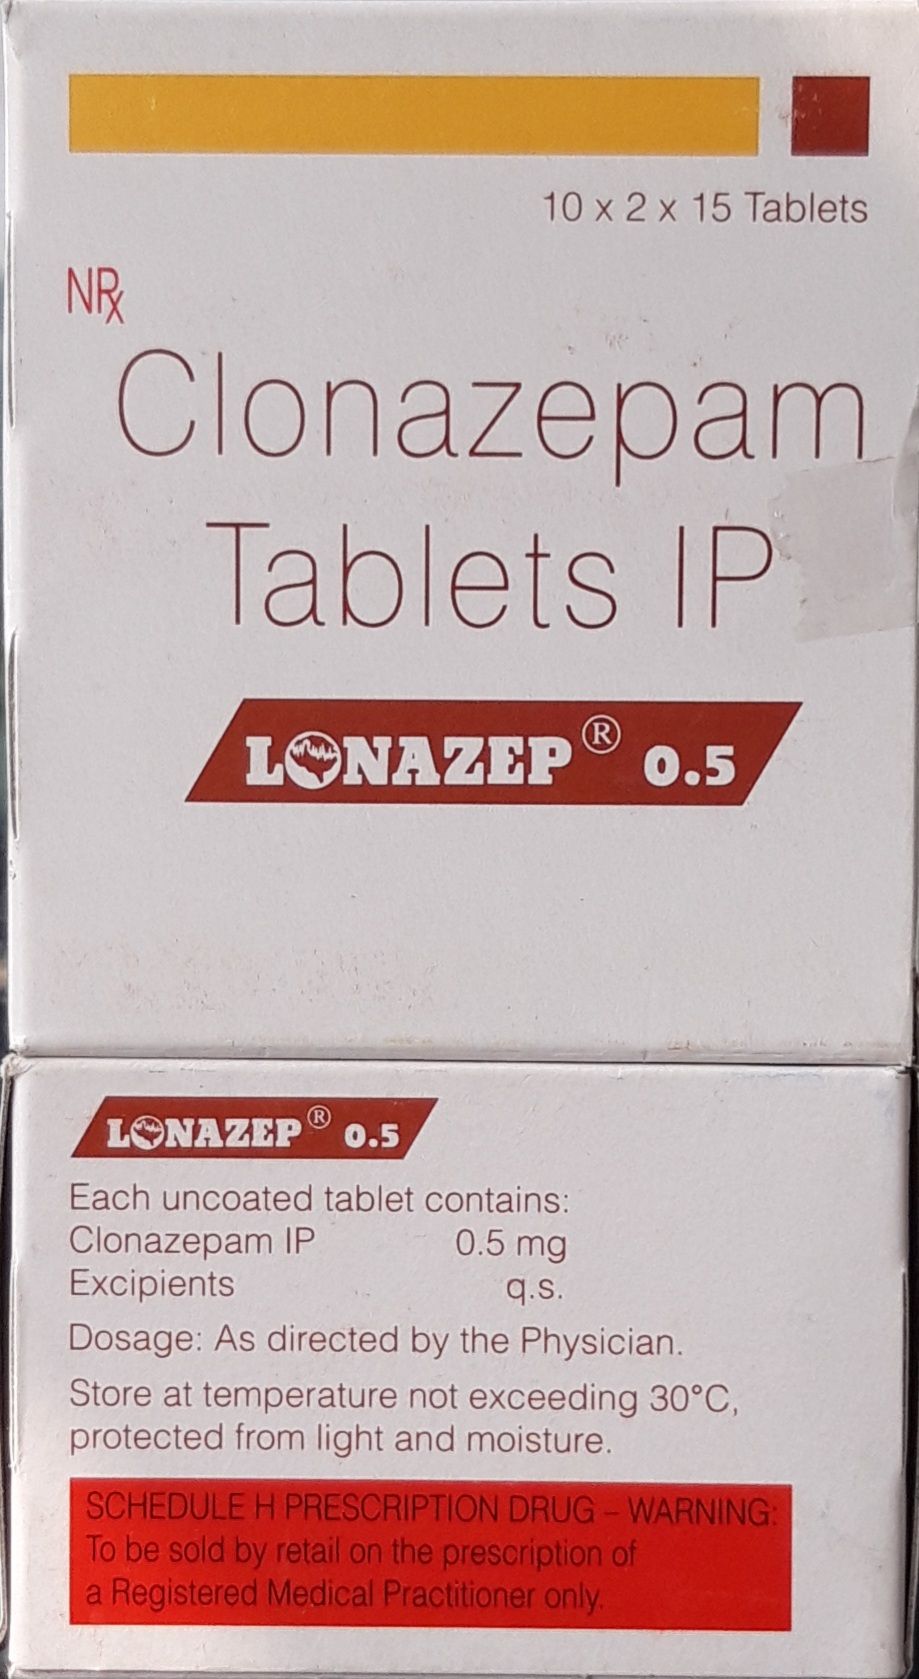 10 x 2 x 15 Tablets
NRx
Clonazepam
Tablets IP
LONAZEP® 0.5
LONAZEP® 0.5
Each uncoated tablet contains:
Clonazepam IP 0.5 mg
Excipients q.s.
Dosage: As directed by the Physician.
Store at temperature not exceeding 30°C,
protected from light and moisture.
SCHEDULE H PRESCRIPTION DRUG – WARNING:
To be sold by retail on the prescription of
a Registered Medical Practitioner only.